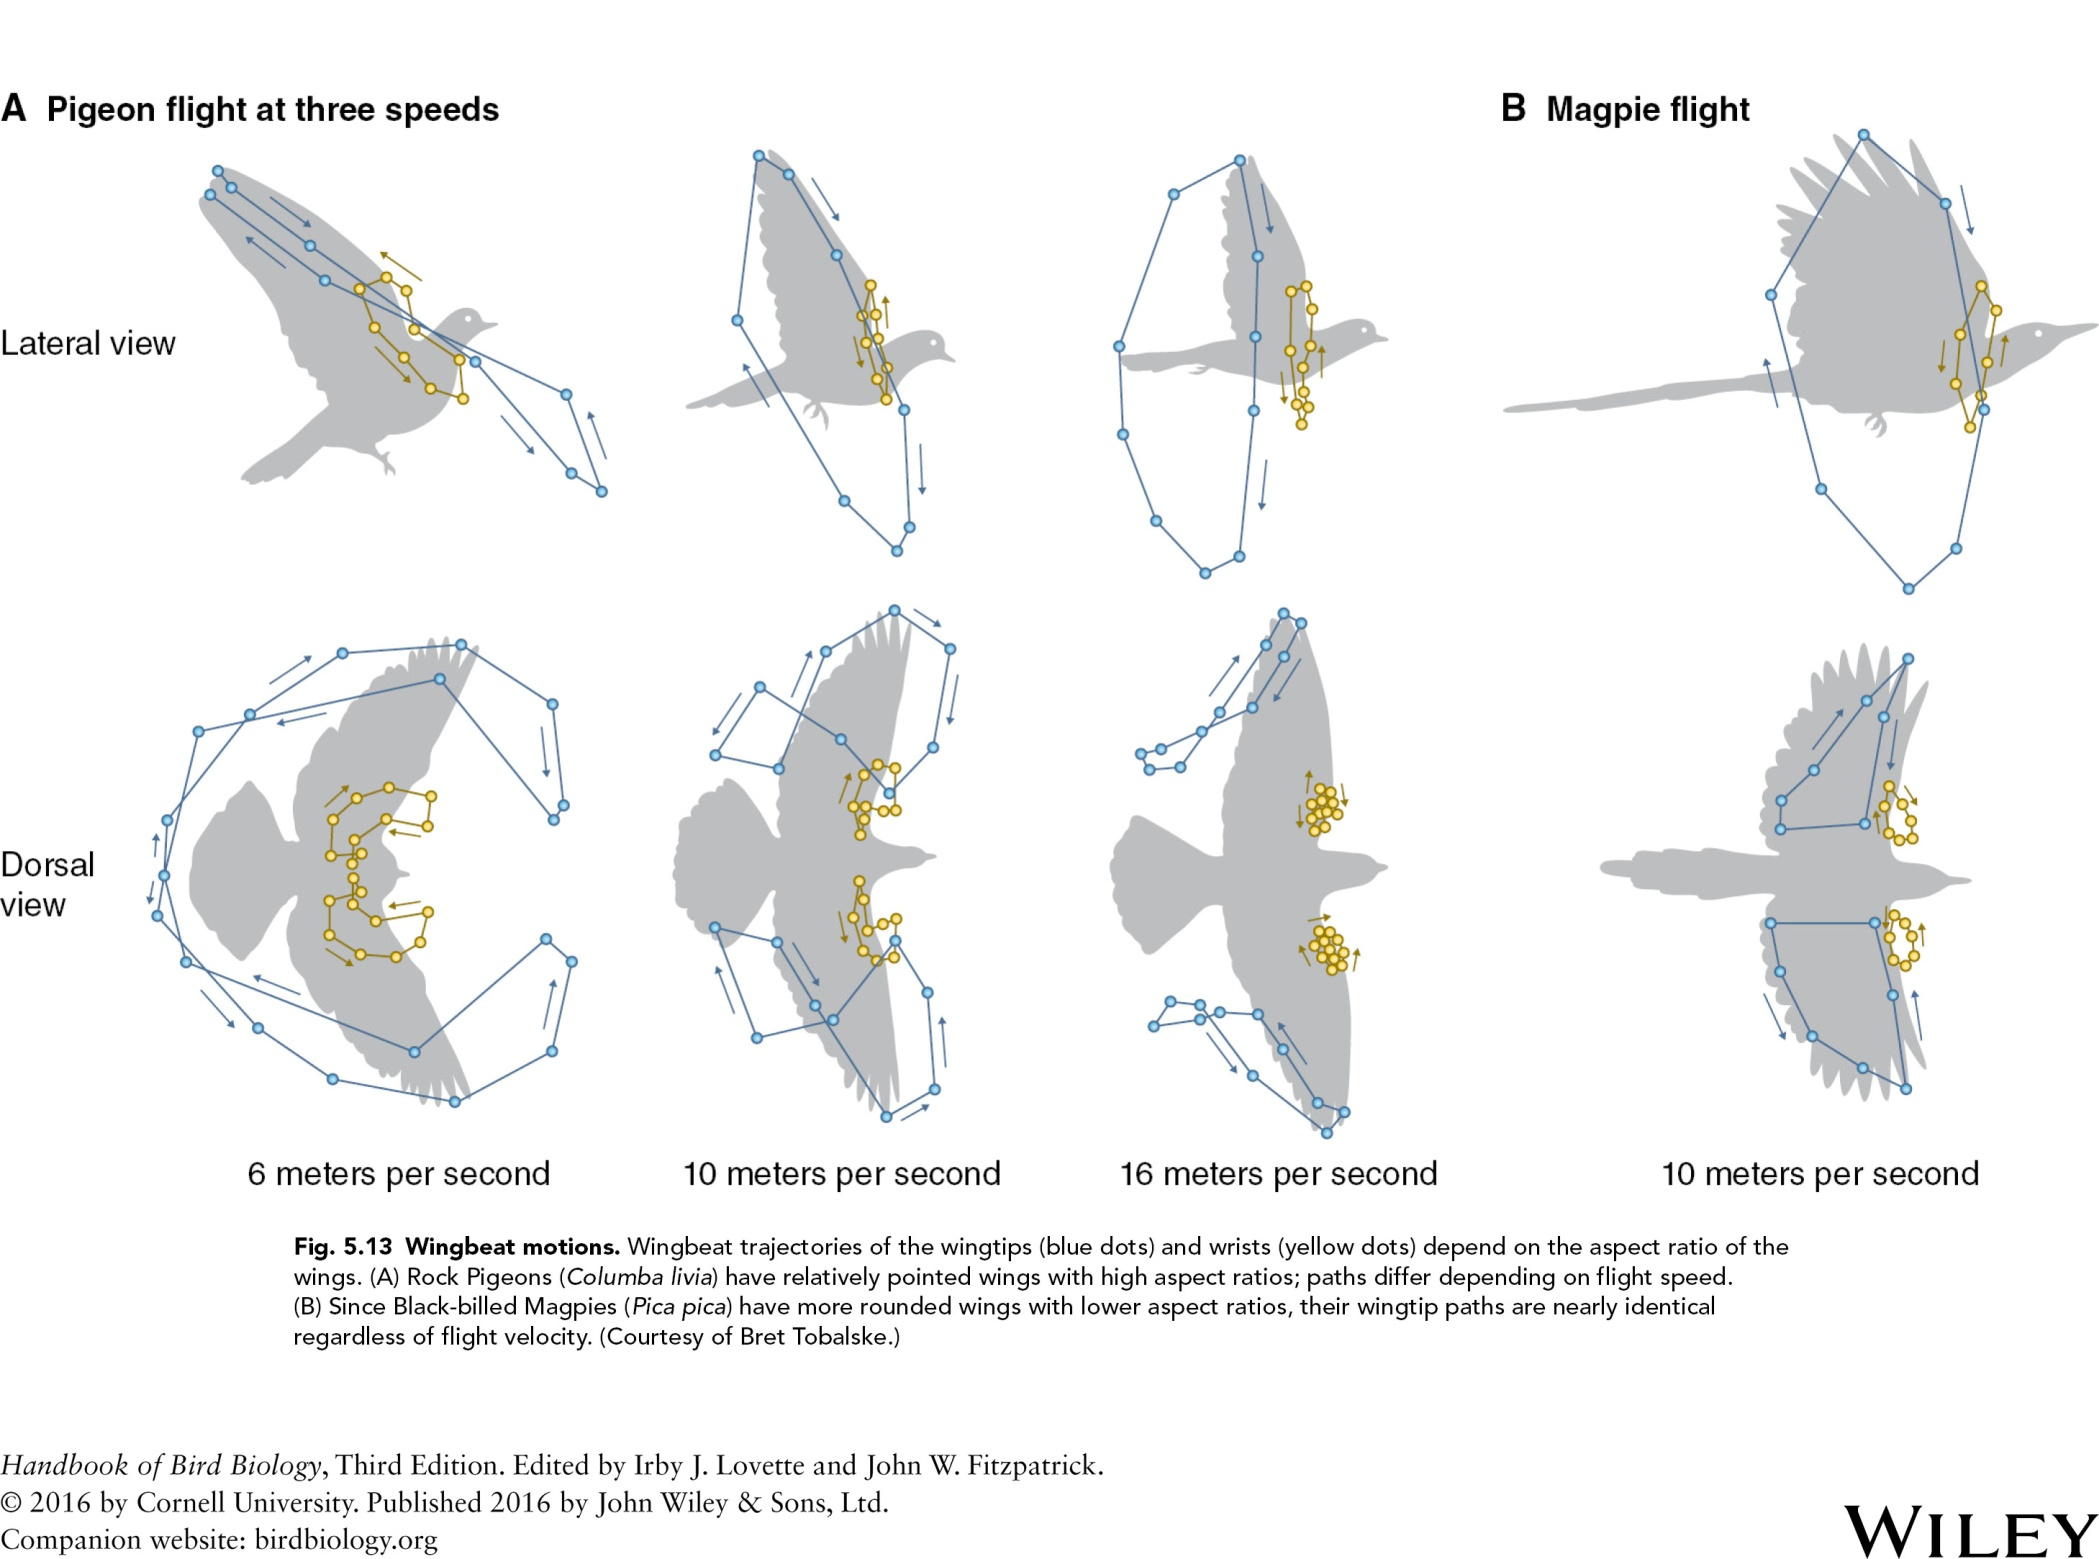 A Pigeon flight at three speeds
B Magpie flight
Lateral view
Dorsal
view
6 meters per second
10 meters per second
16 meters per second
10 meters per second
Fig. 5.13 Wingbeat motions. Wingbeat trajectories of the wingtips (blue dots) and wrists (yellow dots) depend on the aspect ratio of the
wings. (A) Rock Pigeons (Columba livia) have relatively pointed wings with high aspect ratios; paths differ depending on flight speed.
(B) Since Black-billed Magpies (Pica pica) have more rounded wings with lower aspect ratios, their wingtip paths are nearly identical
regardless of flight velocity. (Courtesy of Bret Tobalske.)
Handbook of Bird Biology, Third Edition. Edited by Irby J. Lovette and John W. Fitzpatrick.
© 2016 by Cornell University. Published 2016 by John Wiley & Sons, Ltd.
Companion website: birdbiology.org
WILEY